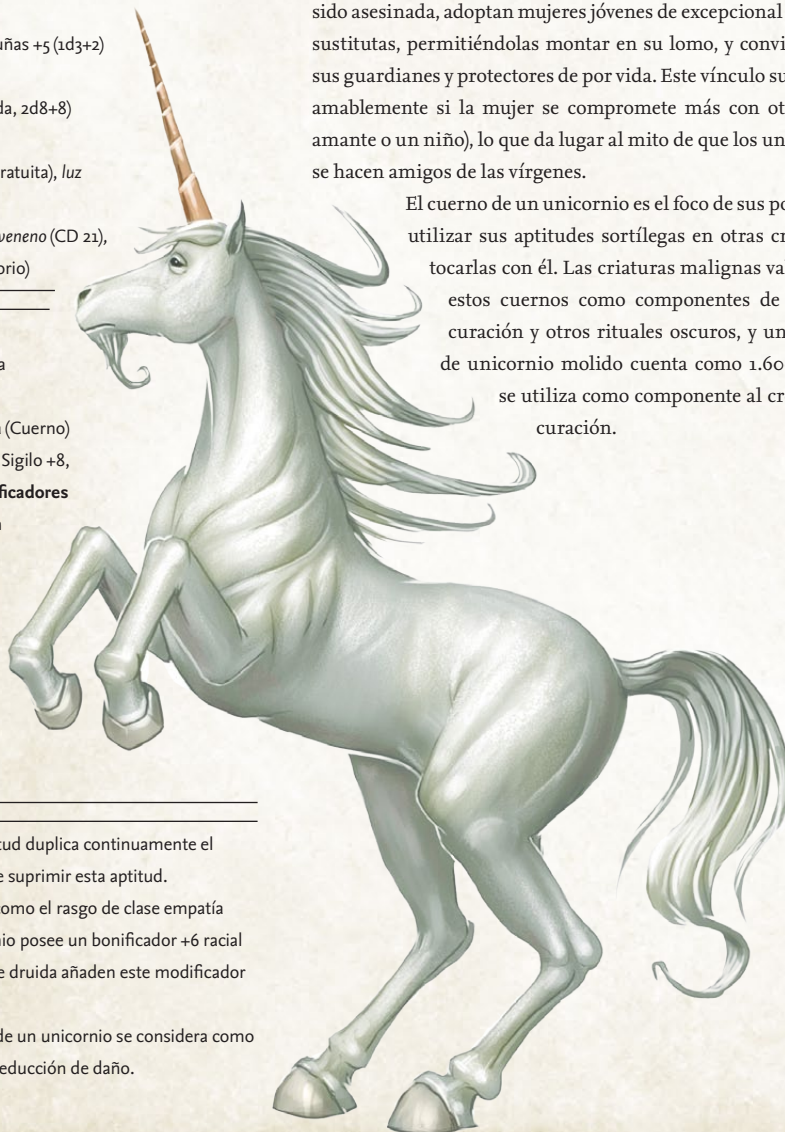 uñas +5 (1d3+2)
da, 2d8+8)
ratuita), luz
veneno (CD 21),
orio)
a
(Cuerno)
Sigilo +8,
ficadores
tud duplica continuamente el
e suprimir esta aptitud.
como el rasgo de clase empatía
nio posee un bonificador +6 racial
e druida añaden este modificador
de un unicornio se considera como
educción de daño.
sido asesinada, adoptan mujeres jóvenes de excepcional
sustitutas, permitiéndolas montar en su lomo, y convi
sus guardianes y protectores de por vida. Este vínculo su
amablemente si la mujer se compromete más con ot
amante o un niño), lo que da lugar al mito de que los un
se hacen amigos de las vírgenes.
El cuerno de un unicornio es el foco de sus po
utilizar sus aptitudes sortílegas en otras cr
tocarlas con él. Las criaturas malignas val
estos cuernos como componentes de
curación y otros rituales oscuros, y un
de unicornio molido cuenta como 1.60
se utiliza como componente al cr
curación.